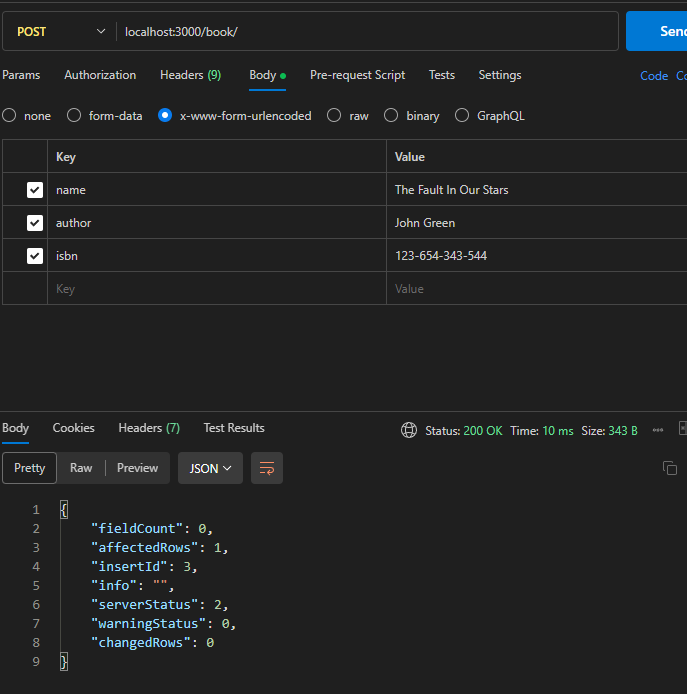 POST localhost:3000/book/ Send
Params Authorization Headers (9) Body Pre-request Script Tests Settings Code Co
none form-data x-www-form-urlencoded raw binary GraphQL
Key Value
name The Fault In Our Stars
author John Green
isbn 123-654-343-544
Key Value
Body Cookies Headers (7) Test Results Status: 200 OK Time: 10 ms Size: 343 B
Pretty Raw Preview JSON
1 {
2 "fieldCount": 0,
3 "affectedRows": 1,
4 "insertId": 3,
5 "info": "",
6 "serverStatus": 2,
7 "warningStatus": 0,
8 "changedRows": 0
9 }